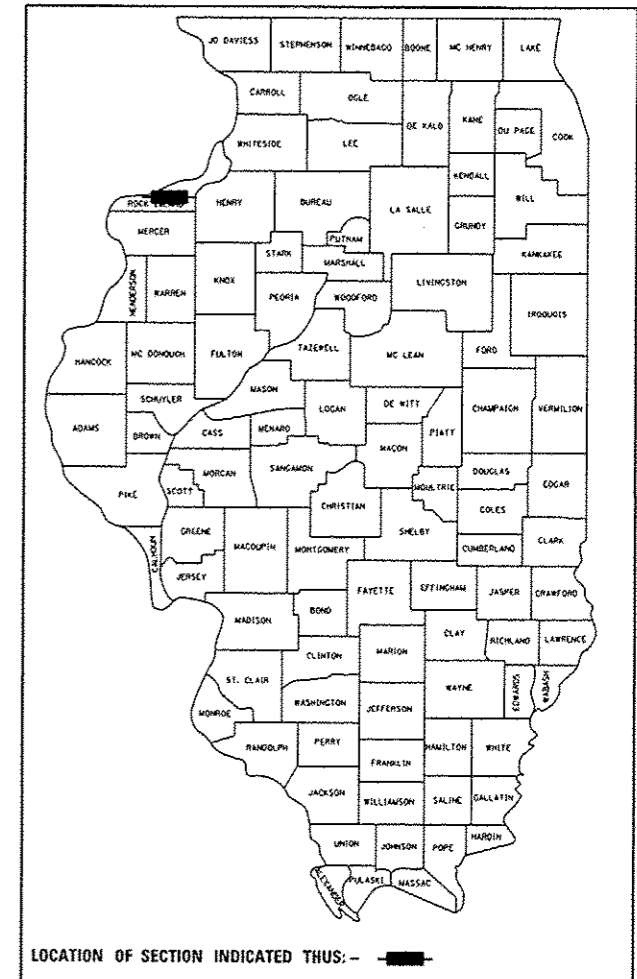 JO DAVIESS
STEPHENSON
WINNEBAGO
BOONE
MC HENRY
LAKE
CARROLL
OGLE
DE KALB
KANE
DU PAGE
COOK
WHITESIDE
LEE
KENDALL
WILL
ROCK
HENRY
BUREAU
LA SALLE
GRUNDY
MERCER
PUTNAM
STARK
MARSHALL
KANKAKEE
HENDERSON
WARREN
KNOX
PEORIA
WOODFORD
LIVINGSTON
IROQUOIS
HANCOCK
MC DONOUGH
FULTON
TAZEWELL
MC LEAN
FORD
SCHUYLER
MASON
LOGAN
DE WITT
CHAMPAIGN
VERMILION
ADAMS
BROWN
CASS
MENARD
PIATT
MACON
PIKE
SCOTT
MORGAN
SANGAMON
CHRISTIAN
MOULTRIE
DOUGLAS
EDGAR
COLES
CALHOUN
GREENE
MACOUPIN
MONTGOMERY
SHELBY
CUMBERLAND
CLARK
JERSEY
FAYETTE
EFFINGHAM
JASPER
CRAWFORD
MADISON
BOND
CLAY
RICHLAND
LAWRENCE
CLINTON
MARION
ST. CLAIR
WAYNE
EDWARDS
WABASH
MONROE
WASHINGTON
JEFFERSON
RANDOLPH
PERRY
HAMILTON
WHITE
FRANKLIN
JACKSON
WILLIAMSON
SALINE
GALLATIN
UNION
JOHNSON
POPE
HARDIN
ALEXANDER
PULASKI
MASSAC
LOCATION OF SECTION INDICATED THUS: -